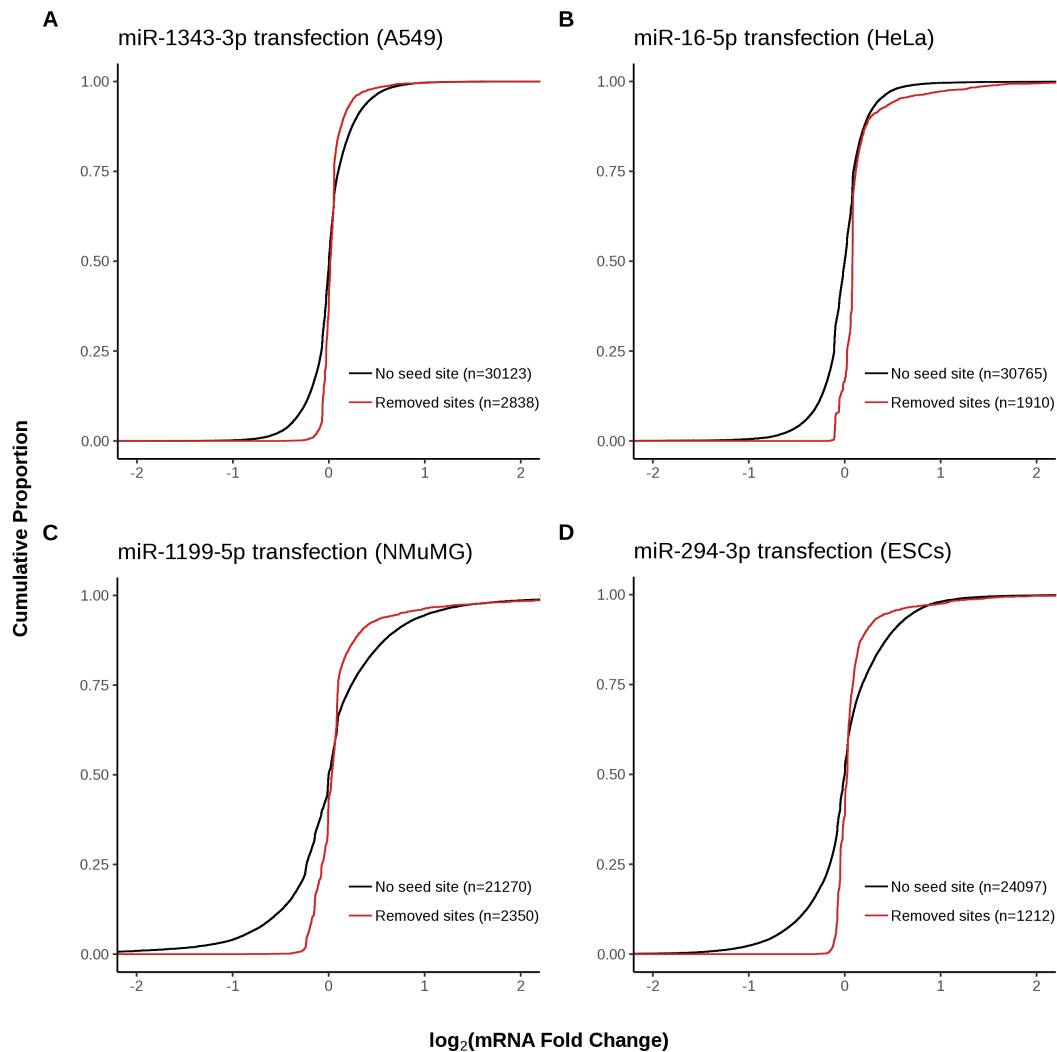 A
miR-1343-3p transfection (A549)
1.00
0.75
0.50
0.25
0.00
No seed site (n=30123)
Removed sites (n=2838)
-2 -1 0 1 2
B
miR-16-5p transfection (HeLa)
1.00
0.75
0.50
0.25
0.00
No seed site (n=30765)
Removed sites (n=1910)
-2 -1 0 1 2
Cumulative Proportion
C
miR-1199-5p transfection (NMuMG)
1.00
0.75
0.50
0.25
0.00
No seed site (n=21270)
Removed sites (n=2350)
-2 -1 0 1 2
D
miR-294-3p transfection (ESCs)
1.00
0.75
0.50
0.25
0.00
No seed site (n=24097)
Removed sites (n=1212)
-2 -1 0 1 2
log₂(mRNA Fold Change)